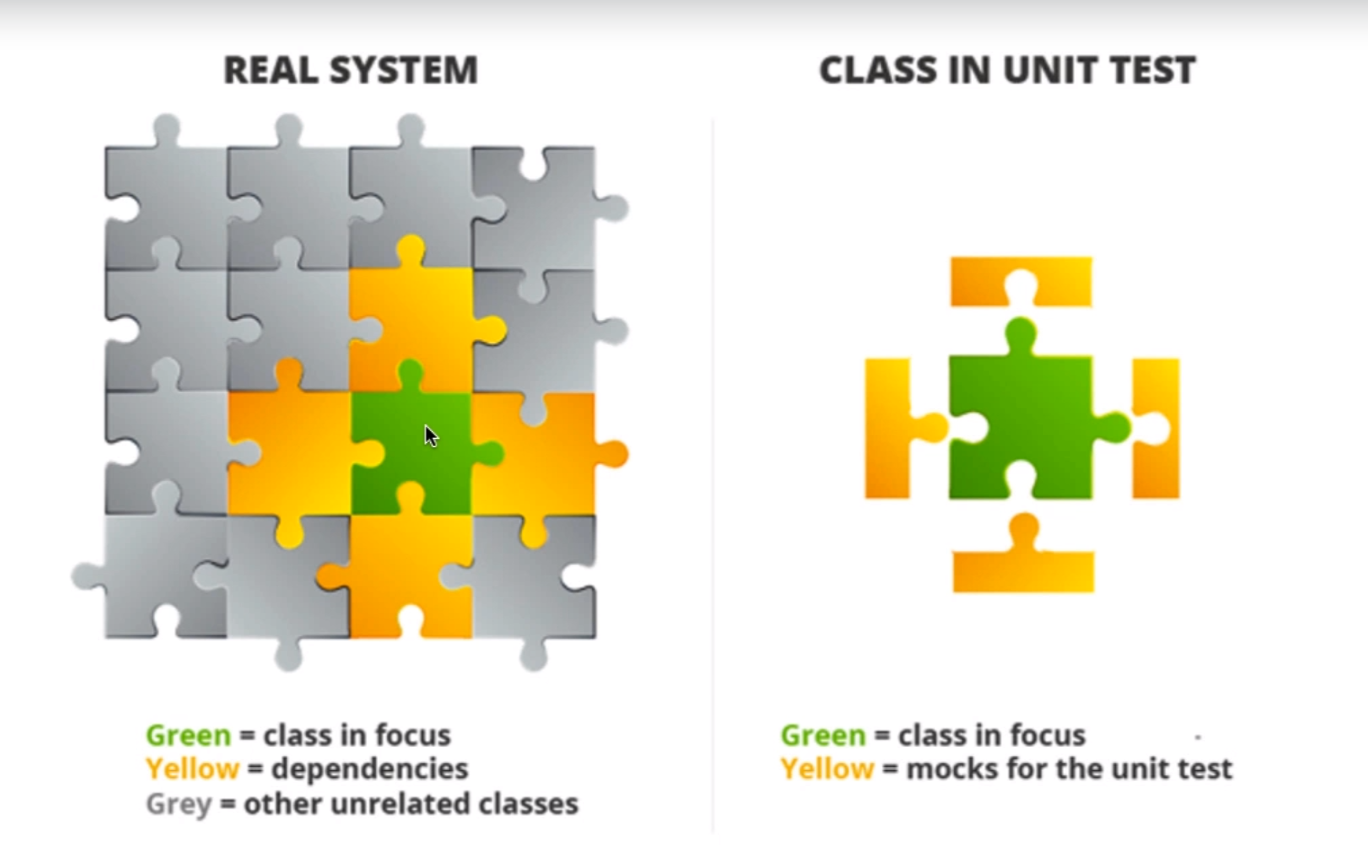 REAL SYSTEM
Green = class in focus
Yellow = dependencies
Grey = other unrelated classes
CLASS IN UNIT TEST
Green = class in focus
Yellow = mocks for the unit test